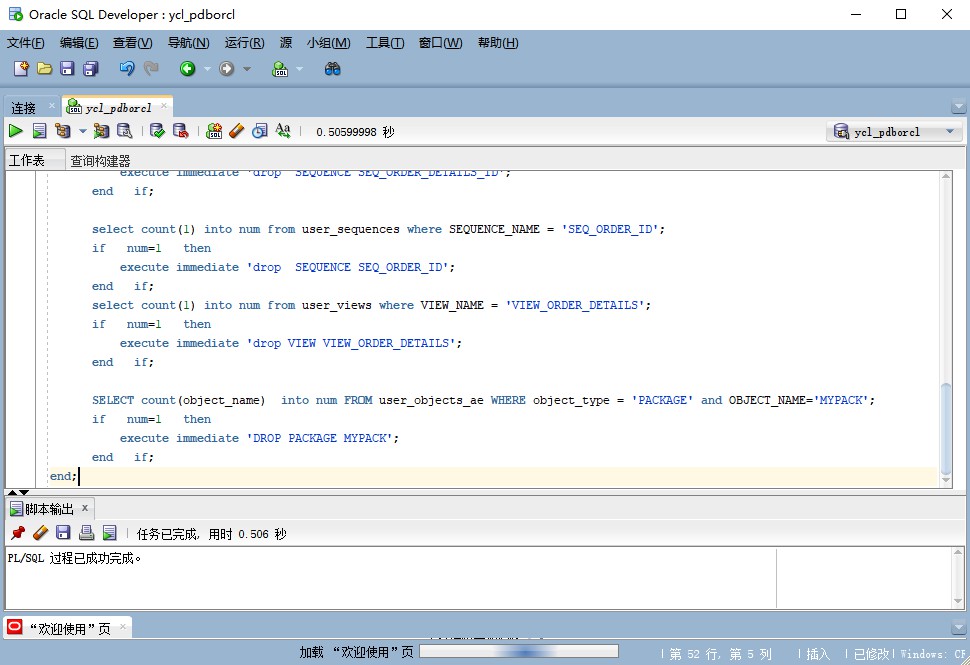 Oracle SQL Developer : ycl_pdborcl
文件(F) 编辑(E) 查看(V) 导航(N) 运行(R) 源 小组(M) 工具(T) 窗口(W) 帮助(H)
连接 ycl_pdborcl
0.50599998 秒 ycl_pdborcl
工作表 查询构建器
execute immediate 'drop  SEQUENCE SEQ_ORDER_DETAILS_ID';
end   if;
select count(1) into num from user_sequences where SEQUENCE_NAME = 'SEQ_ORDER_ID';
if   num=1   then
execute immediate 'drop  SEQUENCE SEQ_ORDER_ID';
end   if;
select count(1) into num from user_views where VIEW_NAME = 'VIEW_ORDER_DETAILS';
if   num=1   then
execute immediate 'drop VIEW VIEW_ORDER_DETAILS';
end   if;
SELECT count(object_name)  into num FROM user_objects_ae WHERE object_type = 'PACKAGE' and OBJECT_NAME='MYPACK';
if   num=1   then
execute immediate 'DROP PACKAGE MYPACK';
end   if;
end;
脚本输出 x
任务已完成, 用时 0.506 秒
PL/SQL 过程已成功完成。
“欢迎使用”页
加载 “欢迎使用”页 第 52 行, 第 5 列 插入 已修改 Windows: CF